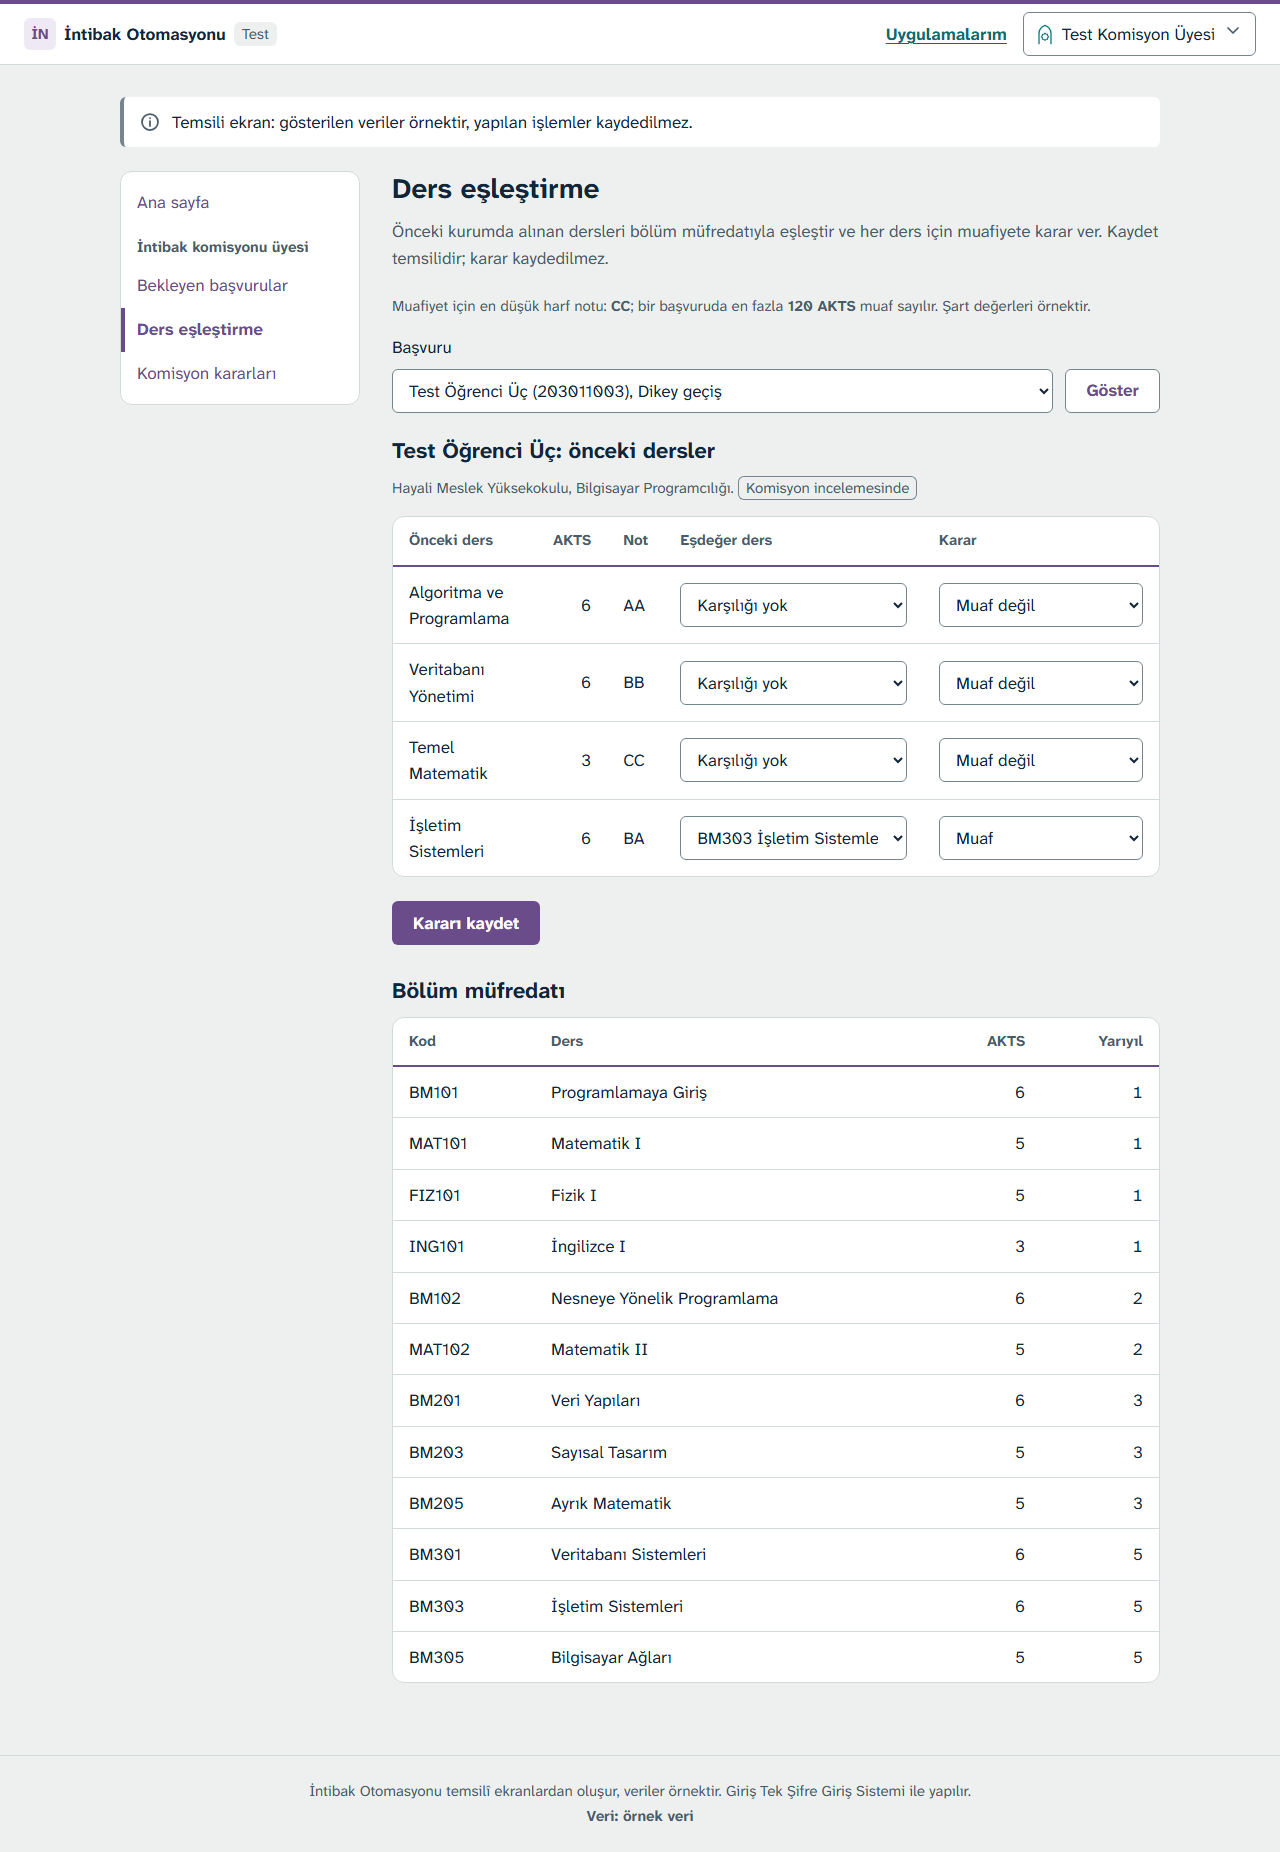 İN İntibak Otomasyonu Test
Uygulamalarım Test Komisyon Üyesi
Temsili ekran: gösterilen veriler örnektir, yapılan işlemler kaydedilmez.
Ana sayfa
İntibak komisyonu üyesi
Bekleyen başvurular
Ders eşleştirme
Komisyon kararları
Ders eşleştirme
Önceki kurumda alınan dersleri bölüm müfredatıyla eşleştir ve her ders için muafiyete karar ver. Kaydet
temsilidir; karar kaydedilmez.
Muafiyet için en düşük harf notu: CC; bir başvuruda en fazla 120 AKTS muaf sayılır. Şart değerleri örnektir.
Başvuru
Test Öğrenci Üç (203011003), Dikey geçiş Göster
Test Öğrenci Üç: önceki dersler
Hayali Meslek Yüksekokulu, Bilgisayar Programcılığı. Komisyon incelemesinde
Önceki ders AKTS Not Eşdeğer ders Karar
Algoritma ve
Programlama 6 AA Karşılığı yok Muaf değil
Veritabanı
Yönetimi 6 BB Karşılığı yok Muaf değil
Temel
Matematik 3 CC Karşılığı yok Muaf değil
İşletim
Sistemleri 6 BA BM303 İşletim Sistemle Muaf
Kararı kaydet
Bölüm müfredatı
Kod Ders AKTS Yarıyıl
BM101 Programlamaya Giriş 6 1
MAT101 Matematik I 5 1
FIZ101 Fizik I 5 1
ING101 İngilizce I 3 1
BM102 Nesneye Yönelik Programlama 6 2
MAT102 Matematik II 5 2
BM201 Veri Yapıları 6 3
BM203 Sayısal Tasarım 5 3
BM205 Ayrık Matematik 5 3
BM301 Veritabanı Sistemleri 6 5
BM303 İşletim Sistemleri 6 5
BM305 Bilgisayar Ağları 5 5
İntibak Otomasyonu temsilî ekranlardan oluşur, veriler örnektir. Giriş Tek Şifre Giriş Sistemi ile yapılır.
Veri: örnek veri